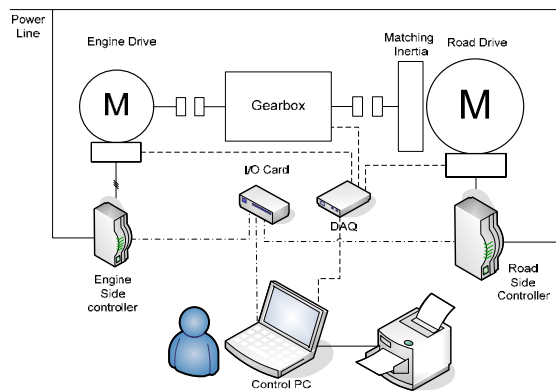 Power
Line
Engine Drive
Matching
Inertia
Road Drive
M
Gearbox
M
I/O Card
DAQ
Engine
Side
controller
Road
Side
Controller
Control PC